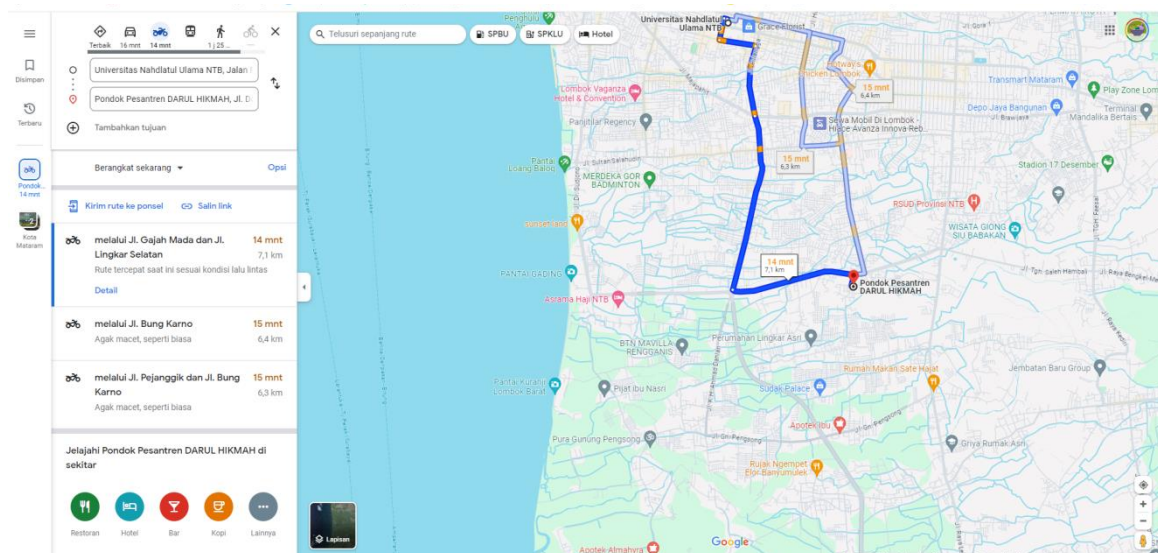 Terbaik
16 mnt
14 mnt
1 j 25 ...
Disimpan
Terbaru
Pondok...
14 mnt
Kota
Mataram
Universitas Nahdlatul Ulama NTB, Jalan
Pondok Pesantren DARUL HIKMAH, Jl. D
Tambahkan tujuan
Berangkat sekarang
Opsi
Kirim rute ke ponsel
Salin link
melalui Jl. Gajah Mada dan Jl.
Lingkar Selatan
14 mnt
7,1 km
Rute tercepat saat ini sesuai kondisi lalu
lintas
Detail
melalui Jl. Bung Karno
15 mnt
Agak macet, seperti biasa
6,4 km
melalui Jl. Pejanggik dan Jl. Bung
Karno
15 mnt
6,3 km
Agak macet, seperti biasa
Jelajahi Pondok Pesantren DARUL HIKMAH di
sekitar
Restoran
Hotel
Bar
Kopi
Lainnya
Telusuri sepanjang rute
SPBU
SPKLU
Hotel
Universitas Nahdlatul
Ulama NTB
Grace Florist
Chicken Lombok
15 mnt
6,4 km
Transmart Mataram
Play Zone Lom
Lombok Vaganza
Hotel & Convention
Depo Jaya Bangunan
Jl. Brawijaya
Terminal
Mandalika Bertais
Panjitilar Regency
Sewa Mobil Di Lombok -
Hiace Avanza Innova Reb...
Pantai
Loang Baloq
Jl. Sultan Salahudin
15 mnt
6,3 km
Stadion 17 Desember
MERDEKA GOR
BADMINTON
RSUD Provinsi NTB
WISATA GIONG
SIU BABAKAN
PANTAI GADING
14 mnt
7,1 km
Pondok Pesantren
DARUL HIKMAH
Asrama Haji NTB
BTN MAVILLA
RENGGANIS
Perumahan Lingkar Asri
Rumah Makan Sate Hajat
Jembatan Baru Group
Pantai Kuranji
Lombok Barat
Pijat Ibu Nasri
Sudak Palace
Apotek Ibu
Pura Gunung Pengsong
Jl. Gn. Pengsong
Griya Rumak Asri
Rujak Ngempet
Elor-Banyumulek
Lapisan
Google
Apotek Almahyra